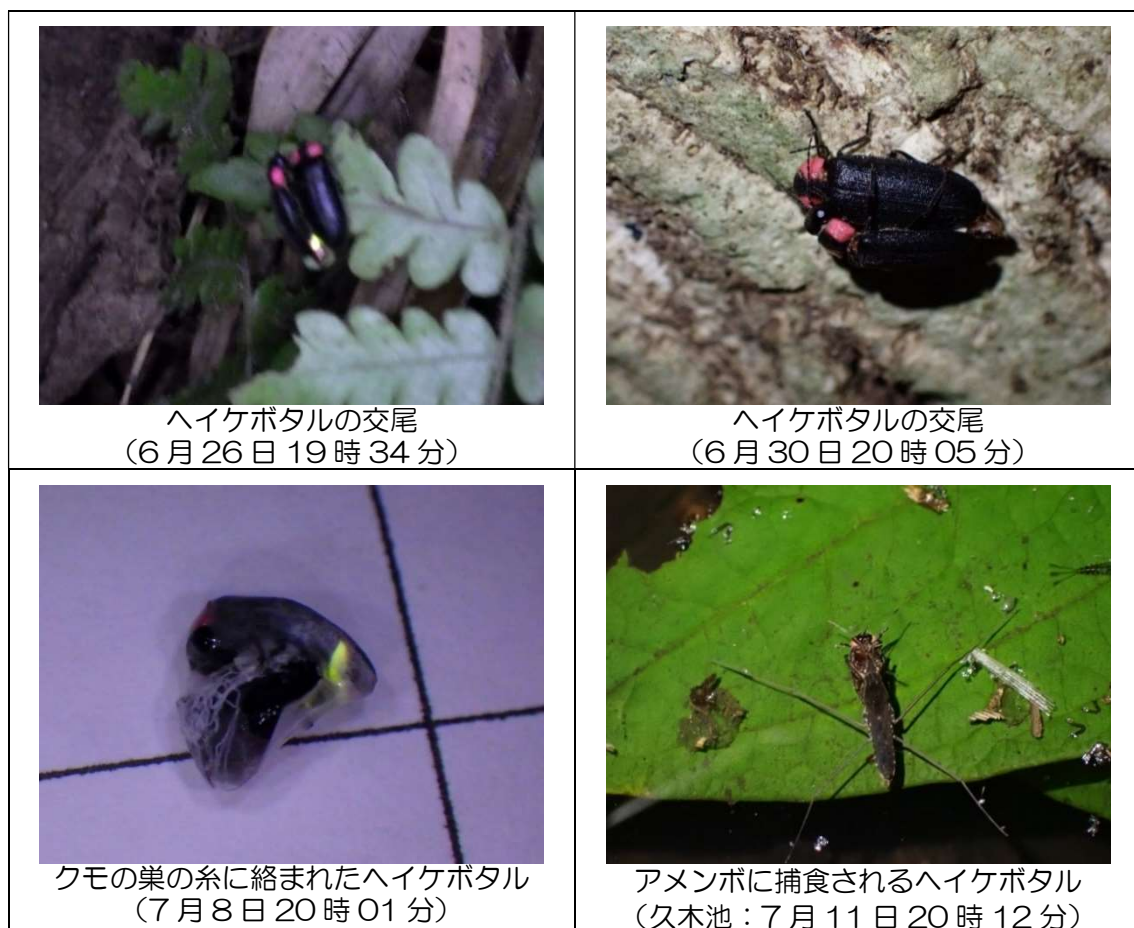 ヘイケボタルの交尾
（6月26日19時34分）
ヘイケボタルの交尾
（6月30日20時05分）
クモの巣の糸に絡まれたヘイケボタル
（7月8日20時01分）
アメンボに捕食されるヘイケボタル
（久木池：7月11日20時12分）